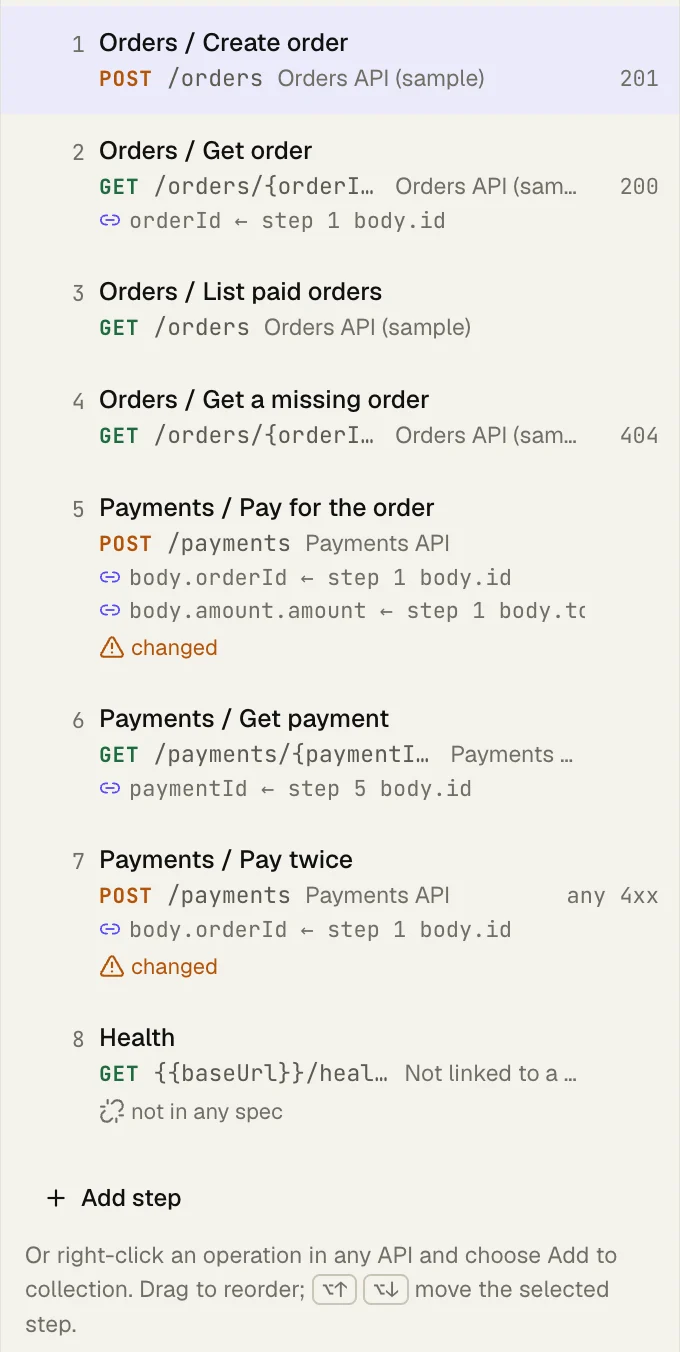 1 Orders / Create order
POST /orders Orders API (sample) 201
2 Orders / Get order
GET /orders/{orderI… Orders API (sam… 200
orderId ← step 1 body.id
3 Orders / List paid orders
GET /orders Orders API (sample)
4 Orders / Get a missing order
GET /orders/{orderI… Orders API (sam… 404
5 Payments / Pay for the order
POST /payments Payments API
body.orderId ← step 1 body.id
body.amount.amount ← step 1 body.to
changed
6 Payments / Get payment
GET /payments/{paymentI… Payments …
paymentId ← step 5 body.id
7 Payments / Pay twice
POST /payments Payments API any 4xx
body.orderId ← step 1 body.id
changed
8 Health
GET {{baseUrl}}/heal… Not linked to a …
not in any spec
+ Add step
Or right-click an operation in any API and choose Add to
collection. Drag to reorder; ⌥↑ ⌥↓ move the selected
step.